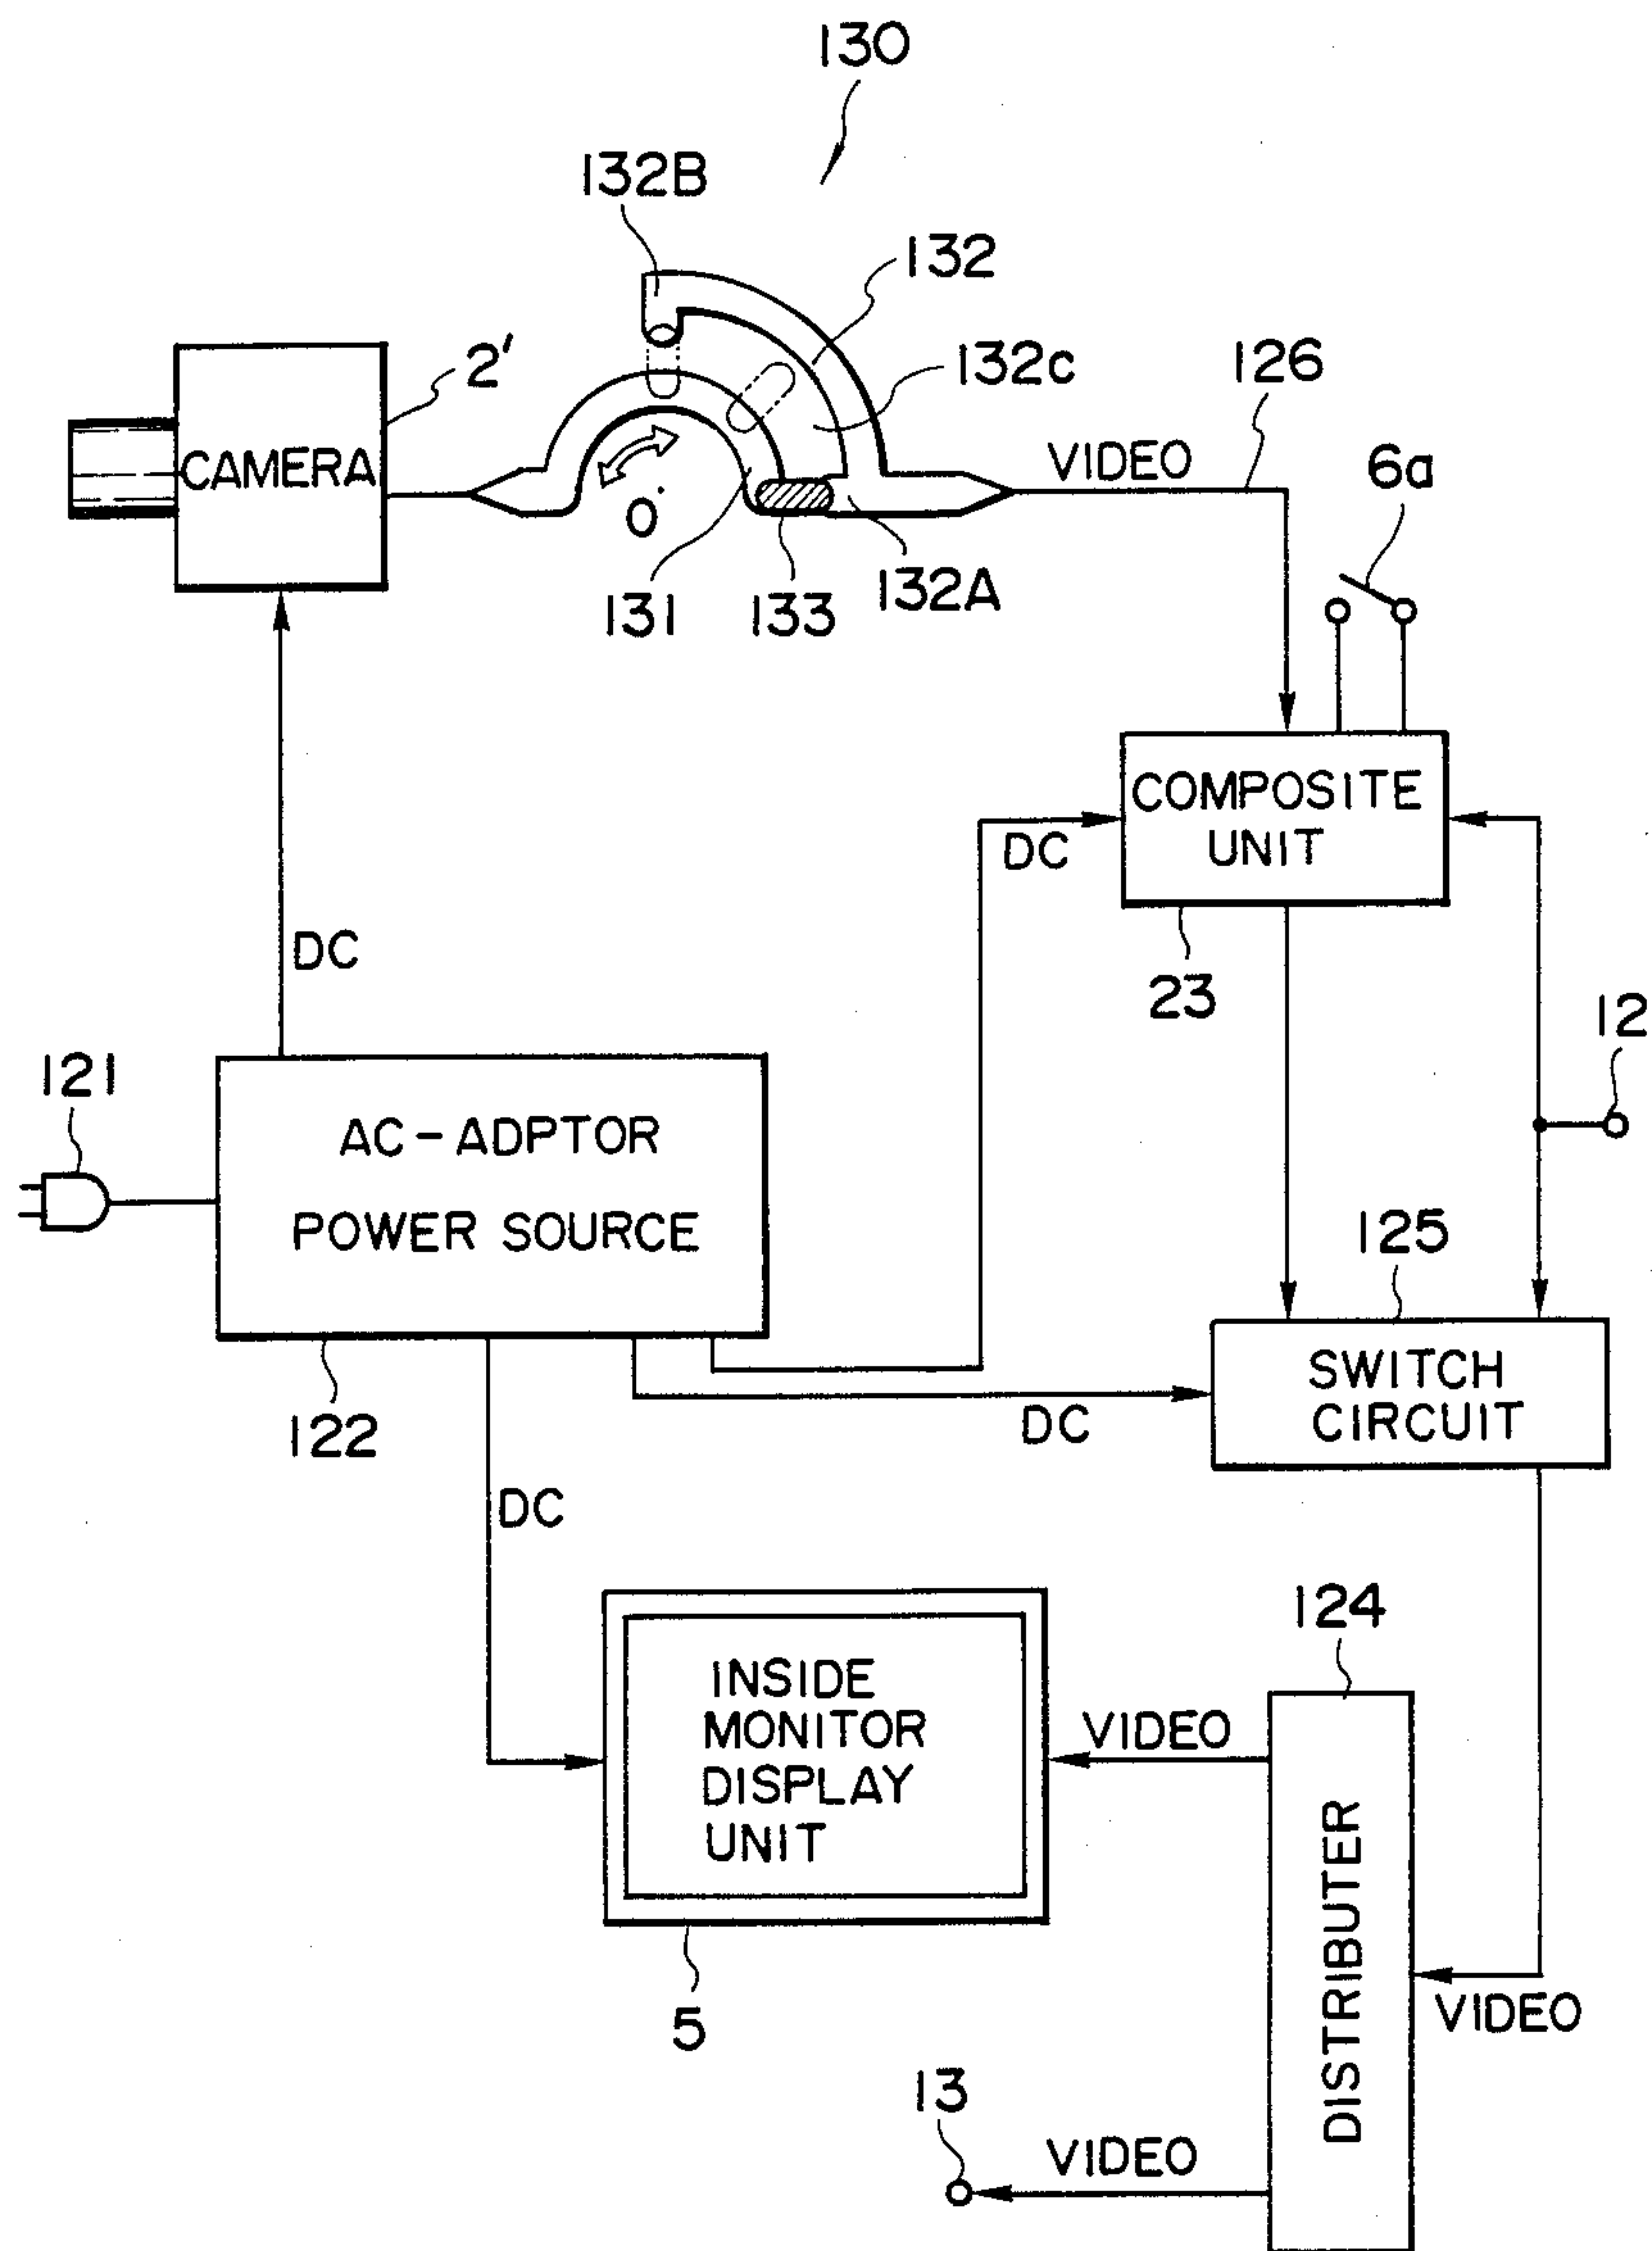 130
132B
132
132c
2'
CAMERA
126
VIDEO
6a
O'
131
133
132A
COMPOSITE
UNIT
DC
DC
23
12
121
AC-ADPTOR
POWER SOURCE
125
SWITCH
CIRCUIT
122
DC
DC
124
INSIDE
MONITOR
DISPLAY
UNIT
VIDEO
DISTRIBUTER
5
VIDEO
13
VIDEO